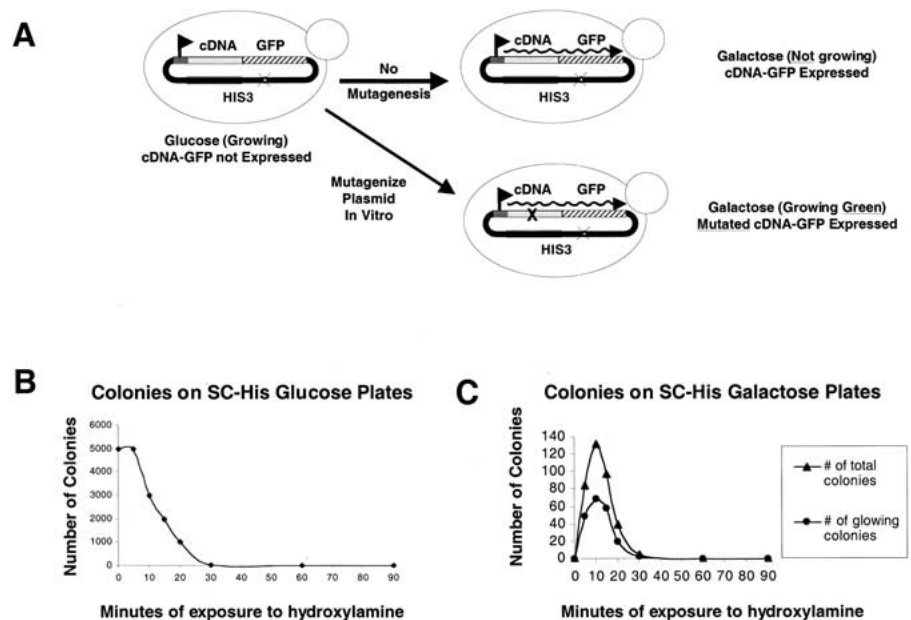 A
cDNA GFP
HIS3
Glucose (Growing)
cDNA-GFP not Expressed
No
Mutagenesis
cDNA GFP
HIS3
Galactose (Not growing)
cDNA-GFP Expressed
Mutagenize
Plasmid
In Vitro
cDNA GFP
X
HIS3
Galactose (Growing Green)
Mutated cDNA-GFP Expressed
B
Colonies on SC-His Glucose Plates
Number of Colonies
6000
5000
4000
3000
2000
1000
0
0 10 20 30 40 50 60 70 80 90
Minutes of exposure to hydroxylamine
C
Colonies on SC-His Galactose Plates
Number of Colonies
140
120
100
80
60
40
20
0
0 10 20 30 40 50 60 70 80 90
Minutes of exposure to hydroxylamine
# of total
colonies
# of glowing
colonies